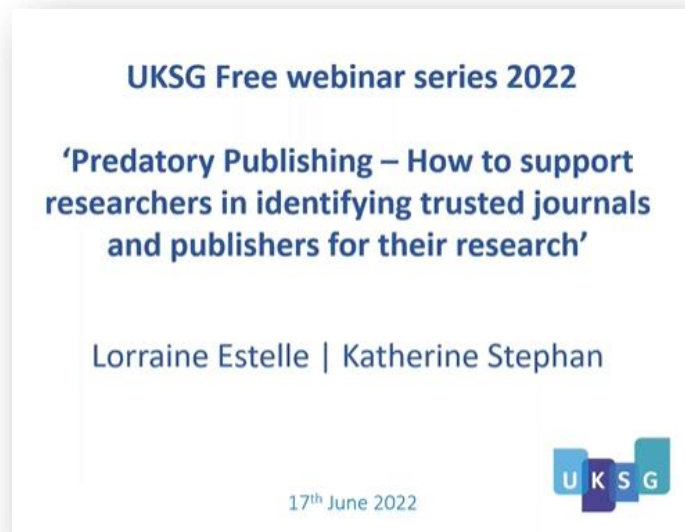 UKSG Free webinar series 2022
‘Predatory Publishing – How to support
researchers in identifying trusted journals
and publishers for their research’
Lorraine Estelle | Katherine Stephan
UKSG
17th June 2022